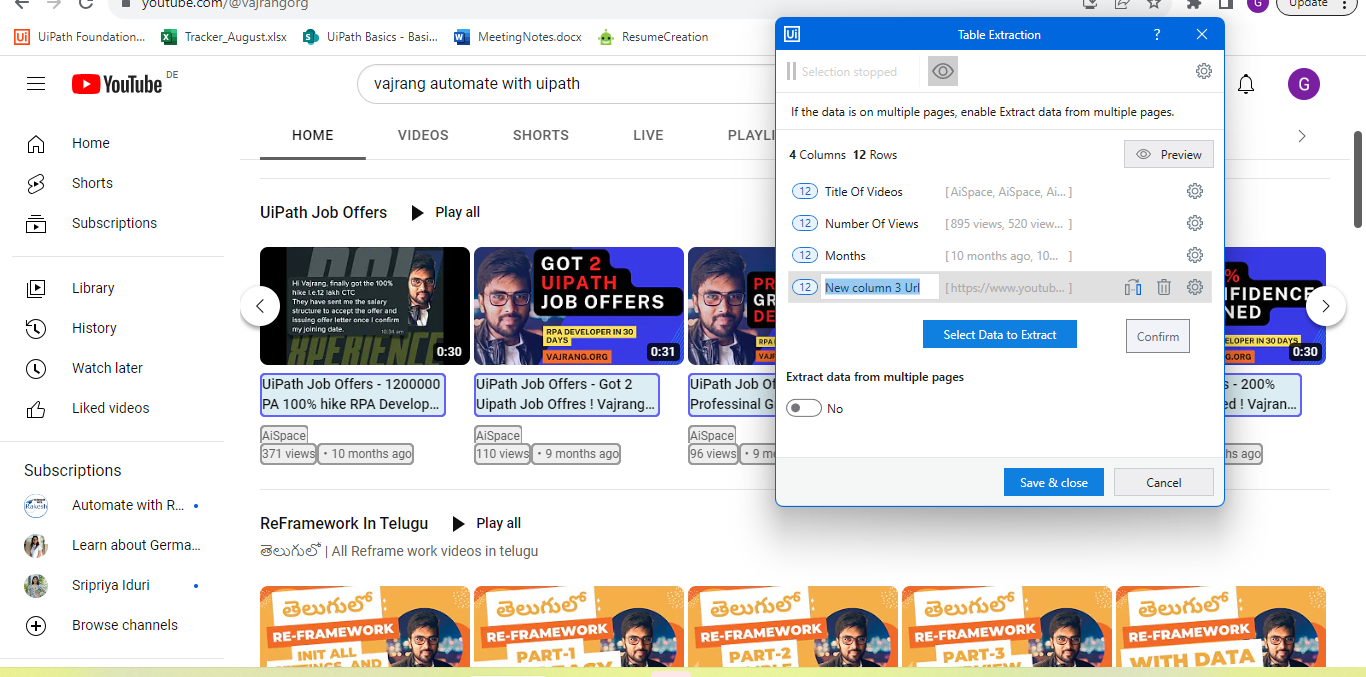 youtube.com/@vajrangorg
Update
UiPath Foundation...
Tracker_August.xlsx
UiPath Basics - Basi...
MeetingNotes.docx
ResumeCreation
YouTube DE
vajrang automate with uipath
G
Home
Shorts
Subscriptions
Library
History
Watch later
Liked videos
Subscriptions
Automate with R...
Learn about Germa...
Sripriya Iduri
Browse channels
HOME
VIDEOS
SHORTS
LIVE
PLAYLI
UiPath Job Offers
Play all
Hi Vajrang, finally got the 100%
hike i.e.12 lakh CTC
They have sent me the salary
structure to accept the offer and
issuing offer letter once I confirm
my joining date.
10:34 am
0:30
GOT 2
UIPATH
JOB OFFERS
RPA DEVELOPER IN 30
DAYS
VAJRANG.ORG
0:31
0:30
UiPath Job Offers - 1200000
PA 100% hike RPA Develop...
AiSpace
371 views • 10 months ago
UiPath Job Offers - Got 2
Uipath Job Offres ! Vajrang...
AiSpace
110 views • 9 months ago
UiPath Job Of
Professinal G
AiSpace
96 views • 9 m
s - 200%
ed ! Vajran...
hs ago
ReFramework In Telugu
Play all
తెలుగులో | All Reframe work videos in telugu
తెలుగులో
RE-FRAMEWORK
INIT ALL
తెలుగులో
RE-FRAMEWORK
PART-1
తెలుగులో
RE-FRAMEWORK
PART-2
తెలుగులో
RE-FRAMEWORK
PART-3
తెలుగులో
RE-FRAMEWORK
WITH DATA
Ui
Table Extraction
?
Selection stopped
If the data is on multiple pages, enable Extract data from multiple pages.
4 Columns 12 Rows
Preview
12 Title Of Videos [ AiSpace, AiSpace, Ai... ]
12 Number Of Views [ 895 views, 520 view... ]
12 Months [ 10 months ago, 10... ]
12 New column 3 Url [ https://www.youtub... ]
Select Data to Extract
Confirm
Extract data from multiple pages
No
Save & close
Cancel